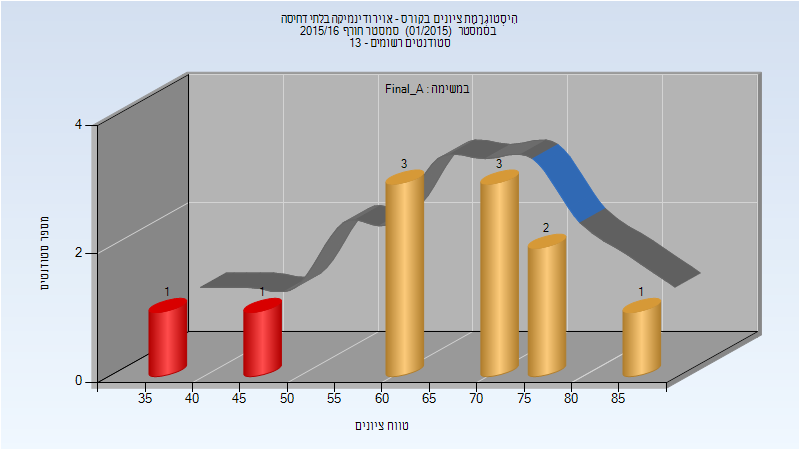 היסטוגרמת ציונים בקורס - אוירודינמיקה בלתי דחיסה
בסמסטר (01/2015) סמסטר חורף 2015/16
סטודנטים רשומים - 13
במשימה : Final_A
מספר סטודנטים
4
2
0
1
1
3
3
2
1
35 40 45 50 55 60 65 70 75 80 85
טווח ציונים